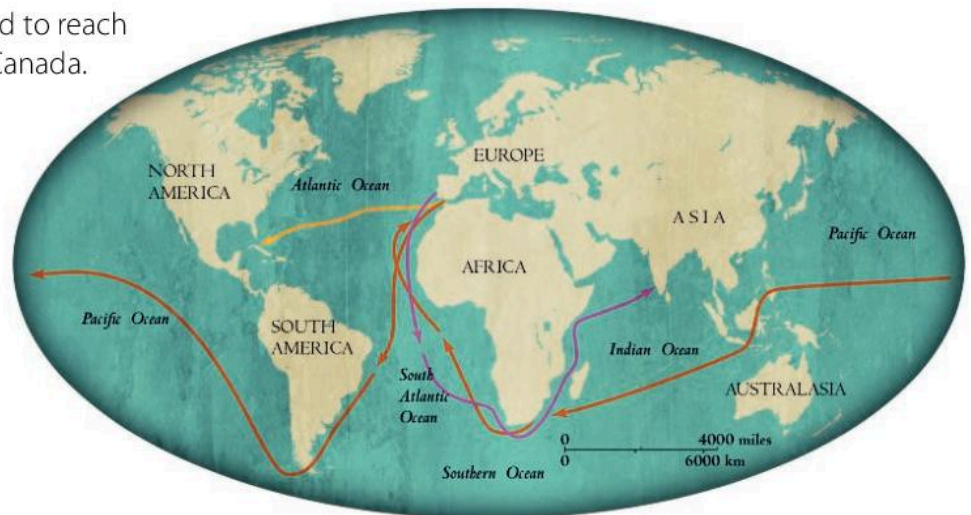 d to reach
Canada.
NORTH
AMERICA
Atlantic Ocean
EUROPE
ASIA
Pacific Ocean
AFRICA
Pacific Ocean
SOUTH
AMERICA
Indian Ocean
South
Atlantic
Ocean
AUSTRALASIA
0 4000 miles
0 6000 km
Southern Ocean